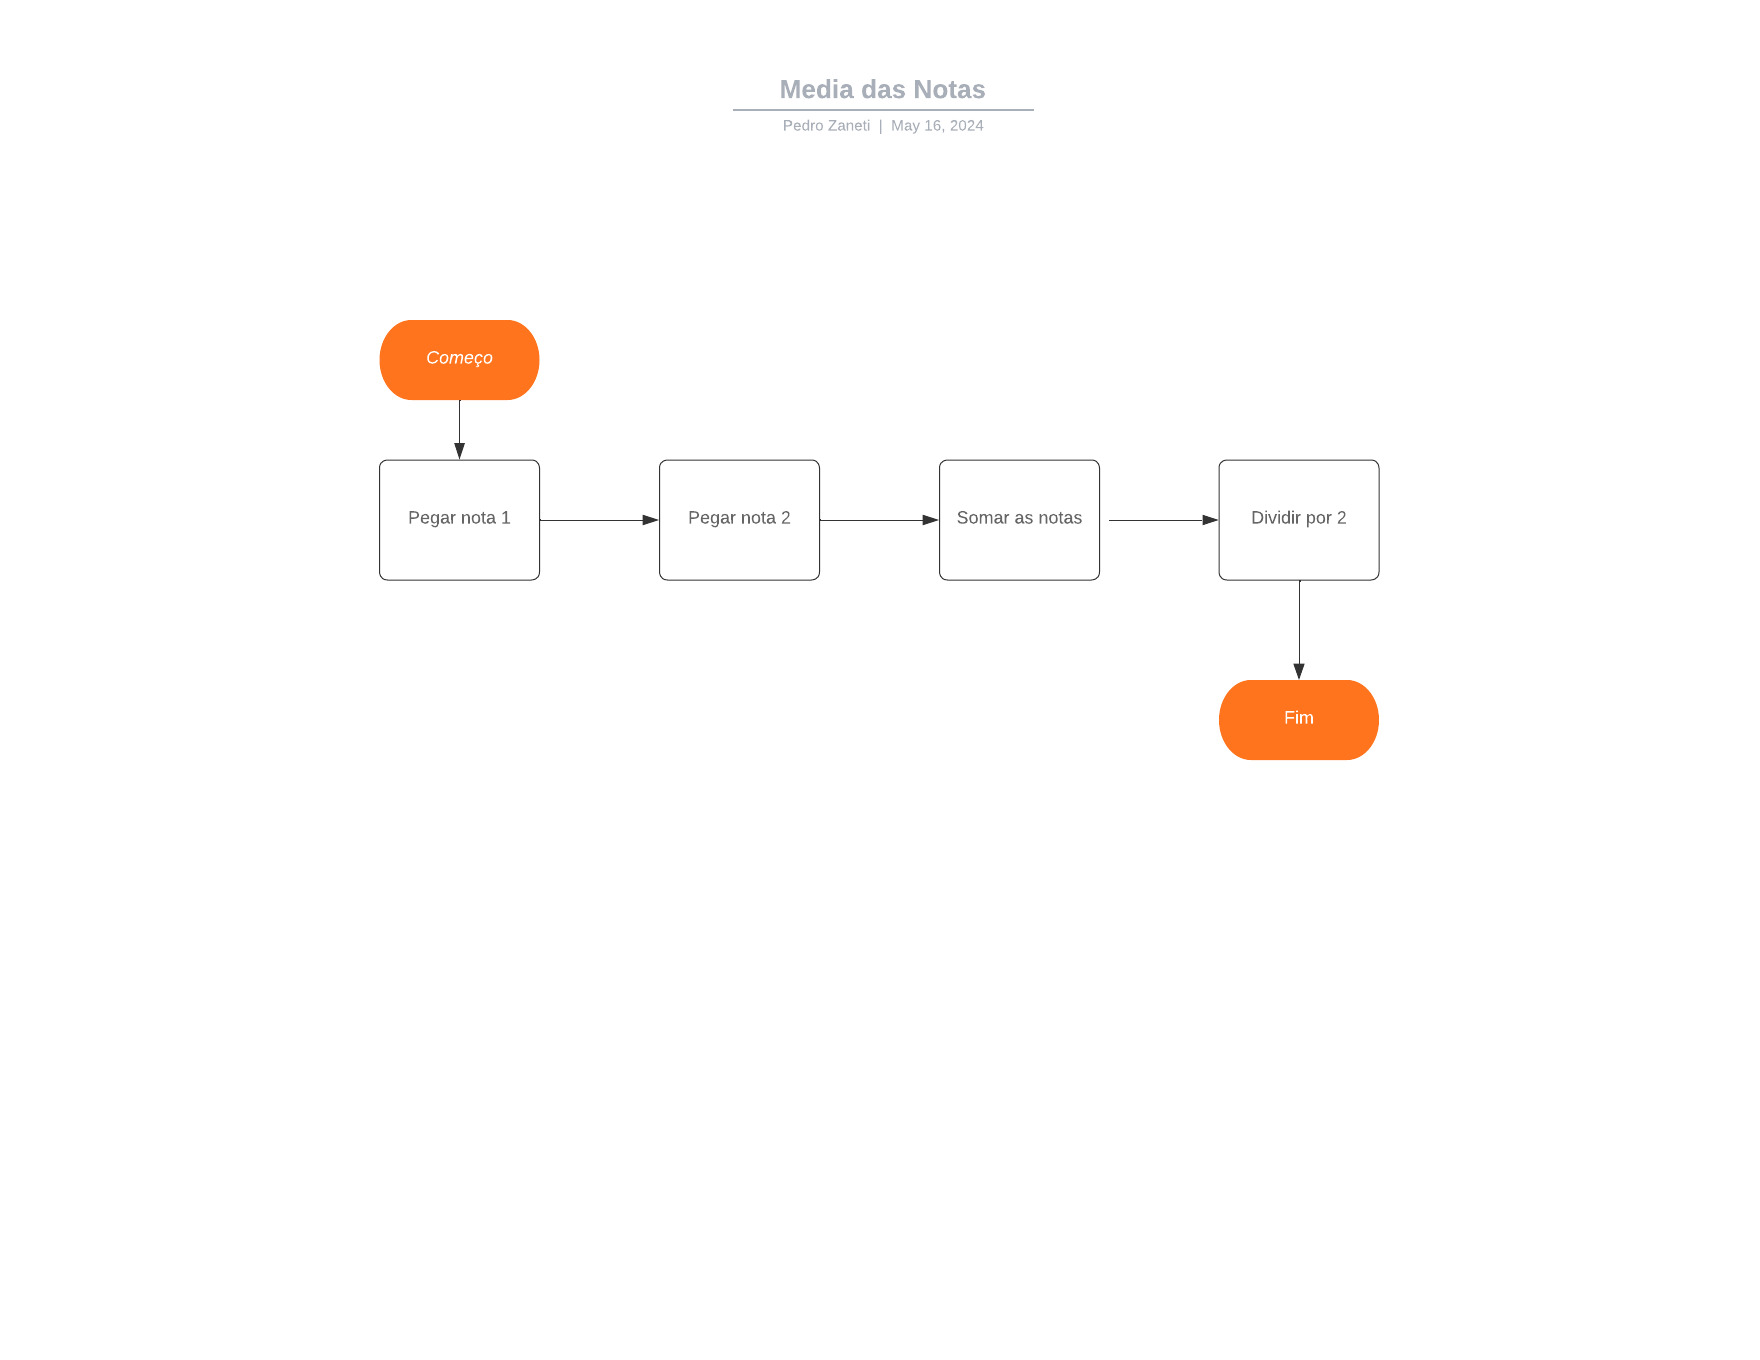 Media das Notas
Pedro Zaneti | May 16, 2024
Começo
Pegar nota 1
Pegar nota 2
Somar as notas
Dividir por 2
Fim